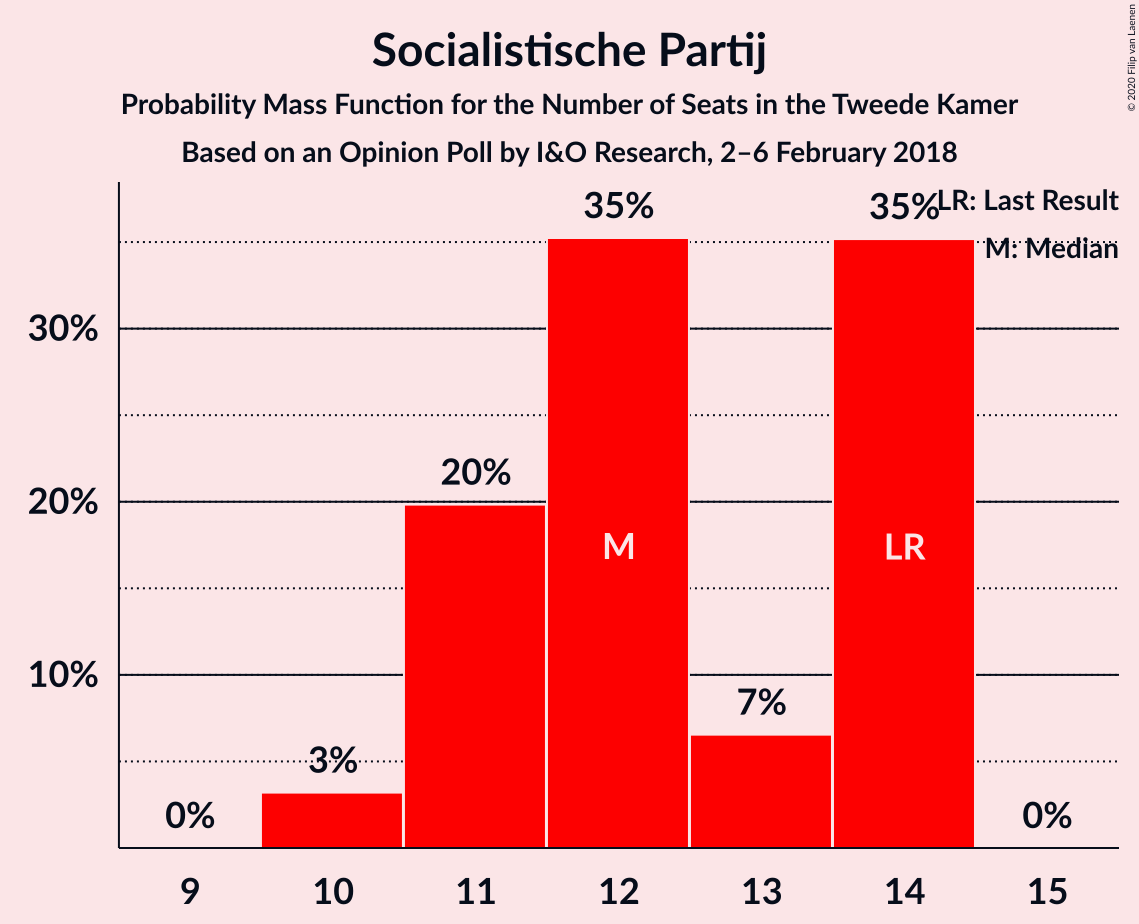 Socialistische Partij
Probability Mass Function for the Number of Seats in the Tweede Kamer
Based on an Opinion Poll by I&O Research, 2–6 February 2018
© 2020 Filip van Laenen
LR: Last Result
M: Median
35%
35%
30%
20%
20%
M
LR
10%
7%
3%
0%
0%
9 10 11 12 13 14 15